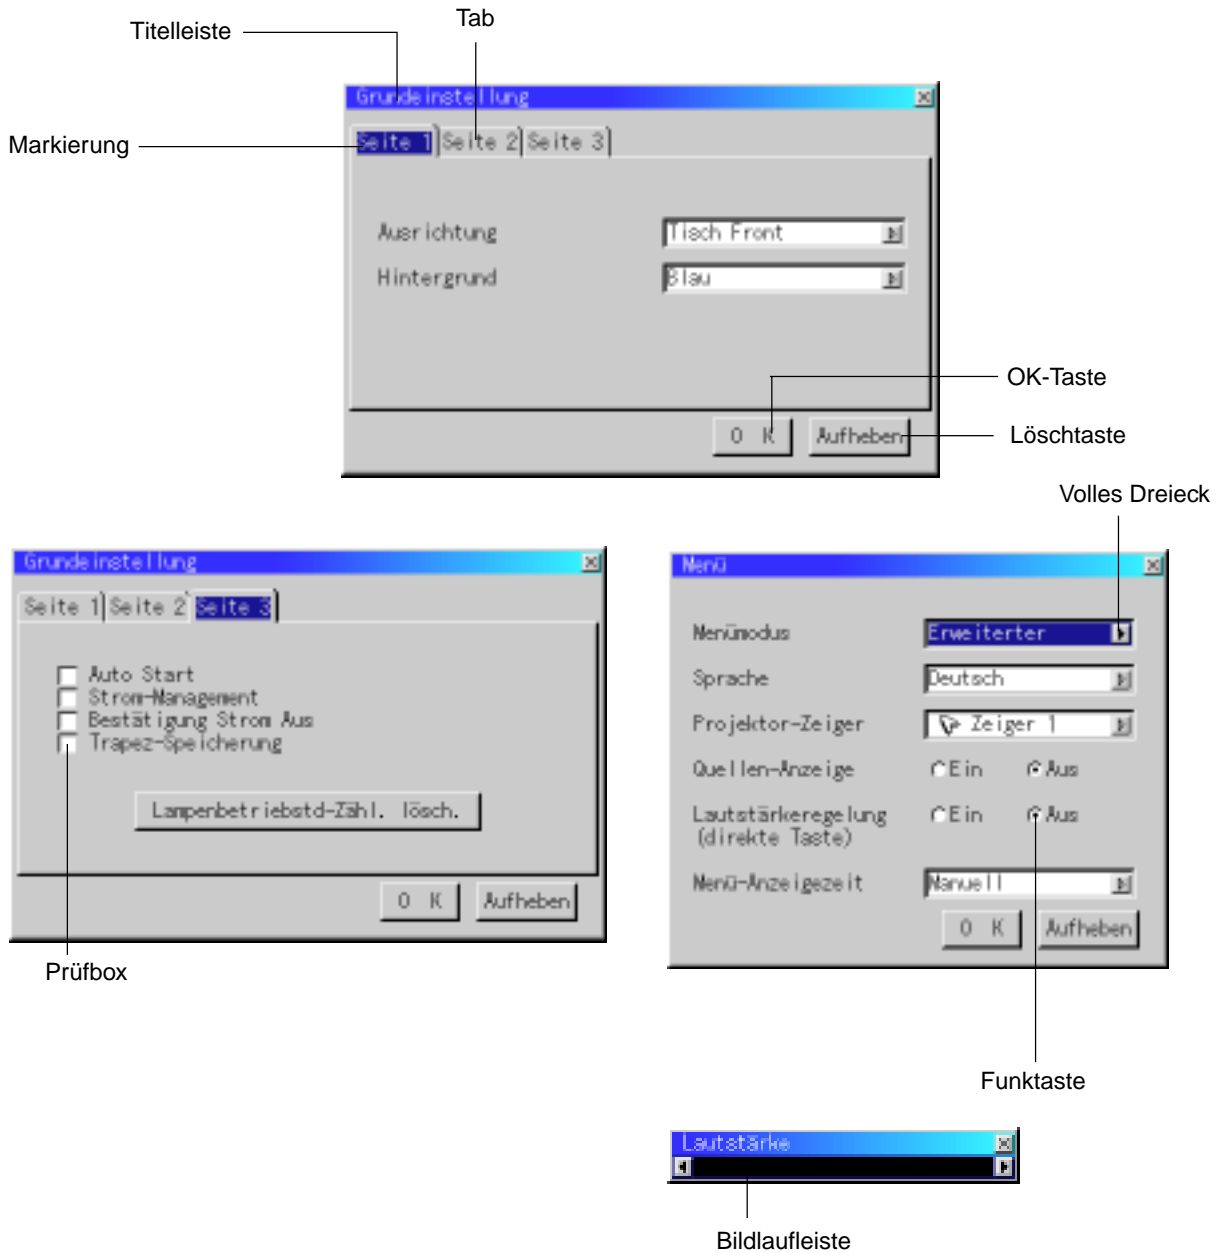 Tab
Titelleiste
Grundeinstellung
Markierung
Seite 1 Seite 2 Seite 3
Ausrichtung Tisch Front
Hintergrund Blau
OK-Taste
O K Aufheben
Löschtaste
Volles Dreieck
Grundeinstellung
Seite 1 Seite 2 Seite 3
Auto Start
Strom-Management
Bestätigung Strom Aus
Trapez-Speicherung
Lampenbetriebstd-Zähl. lösch.
O K Aufheben
Prüfbox
Menü
Menümodus Erweiterter
Sprache Deutsch
Projektor-Zeiger Zeiger 1
Quellen-Anzeige Ein Aus
Lautstärkeregelung Ein Aus
(direkte Taste)
Menü-Anzeigezeit Manuell
O K Aufheben
Funktaste
Lautstärke
Bildlaufleiste